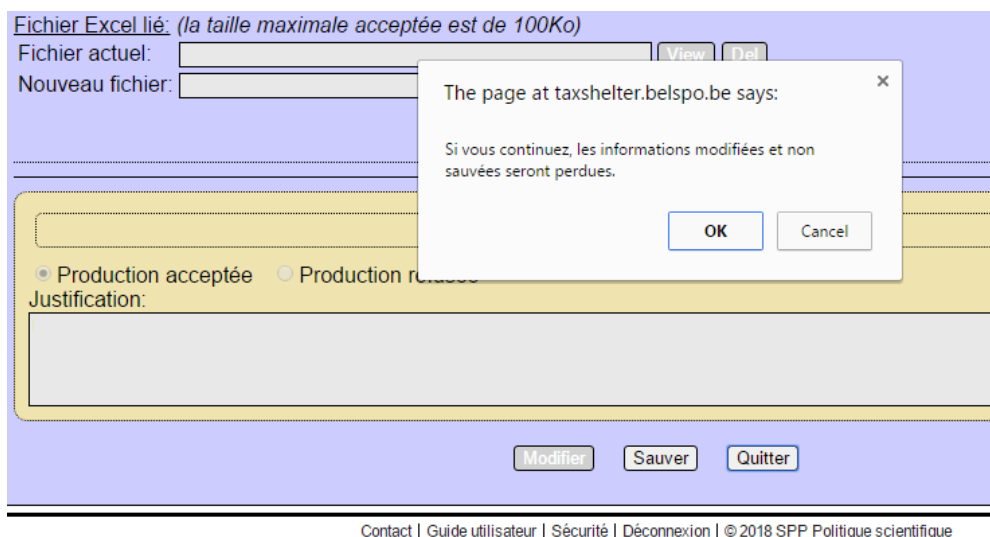 Fichier Excel lié: (la taille maximale acceptée est de 100Ko)
Fichier actuel: View Del
Nouveau fichier:
The page at taxshelter.belspo.be says: ×
Si vous continuez, les informations modifiées et non
sauvées seront perdues.
OK Cancel
Production acceptée Production
Justification:
Modifier Sauver Quitter
Contact | Guide utilisateur | Sécurité | Déconnexion | © 2018 SPP Politique scientifique